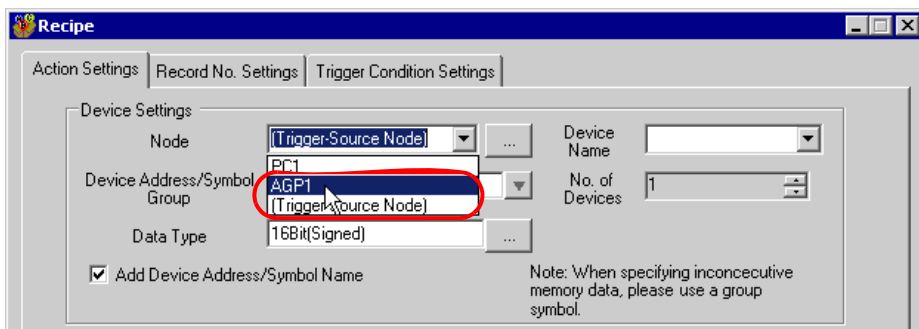 Recipe
Action Settings Record No. Settings Trigger Condition Settings
Device Settings
Node (Trigger-Source Node) ... Device Name
PC1
Device Address/Symbol Group AGP1 No. of Devices 1
(Trigger-Source Node)
Data Type 16Bit(Signed) ...
Add Device Address/Symbol Name
Note: When specifying inconcecutive
memory data, please use a group
symbol.